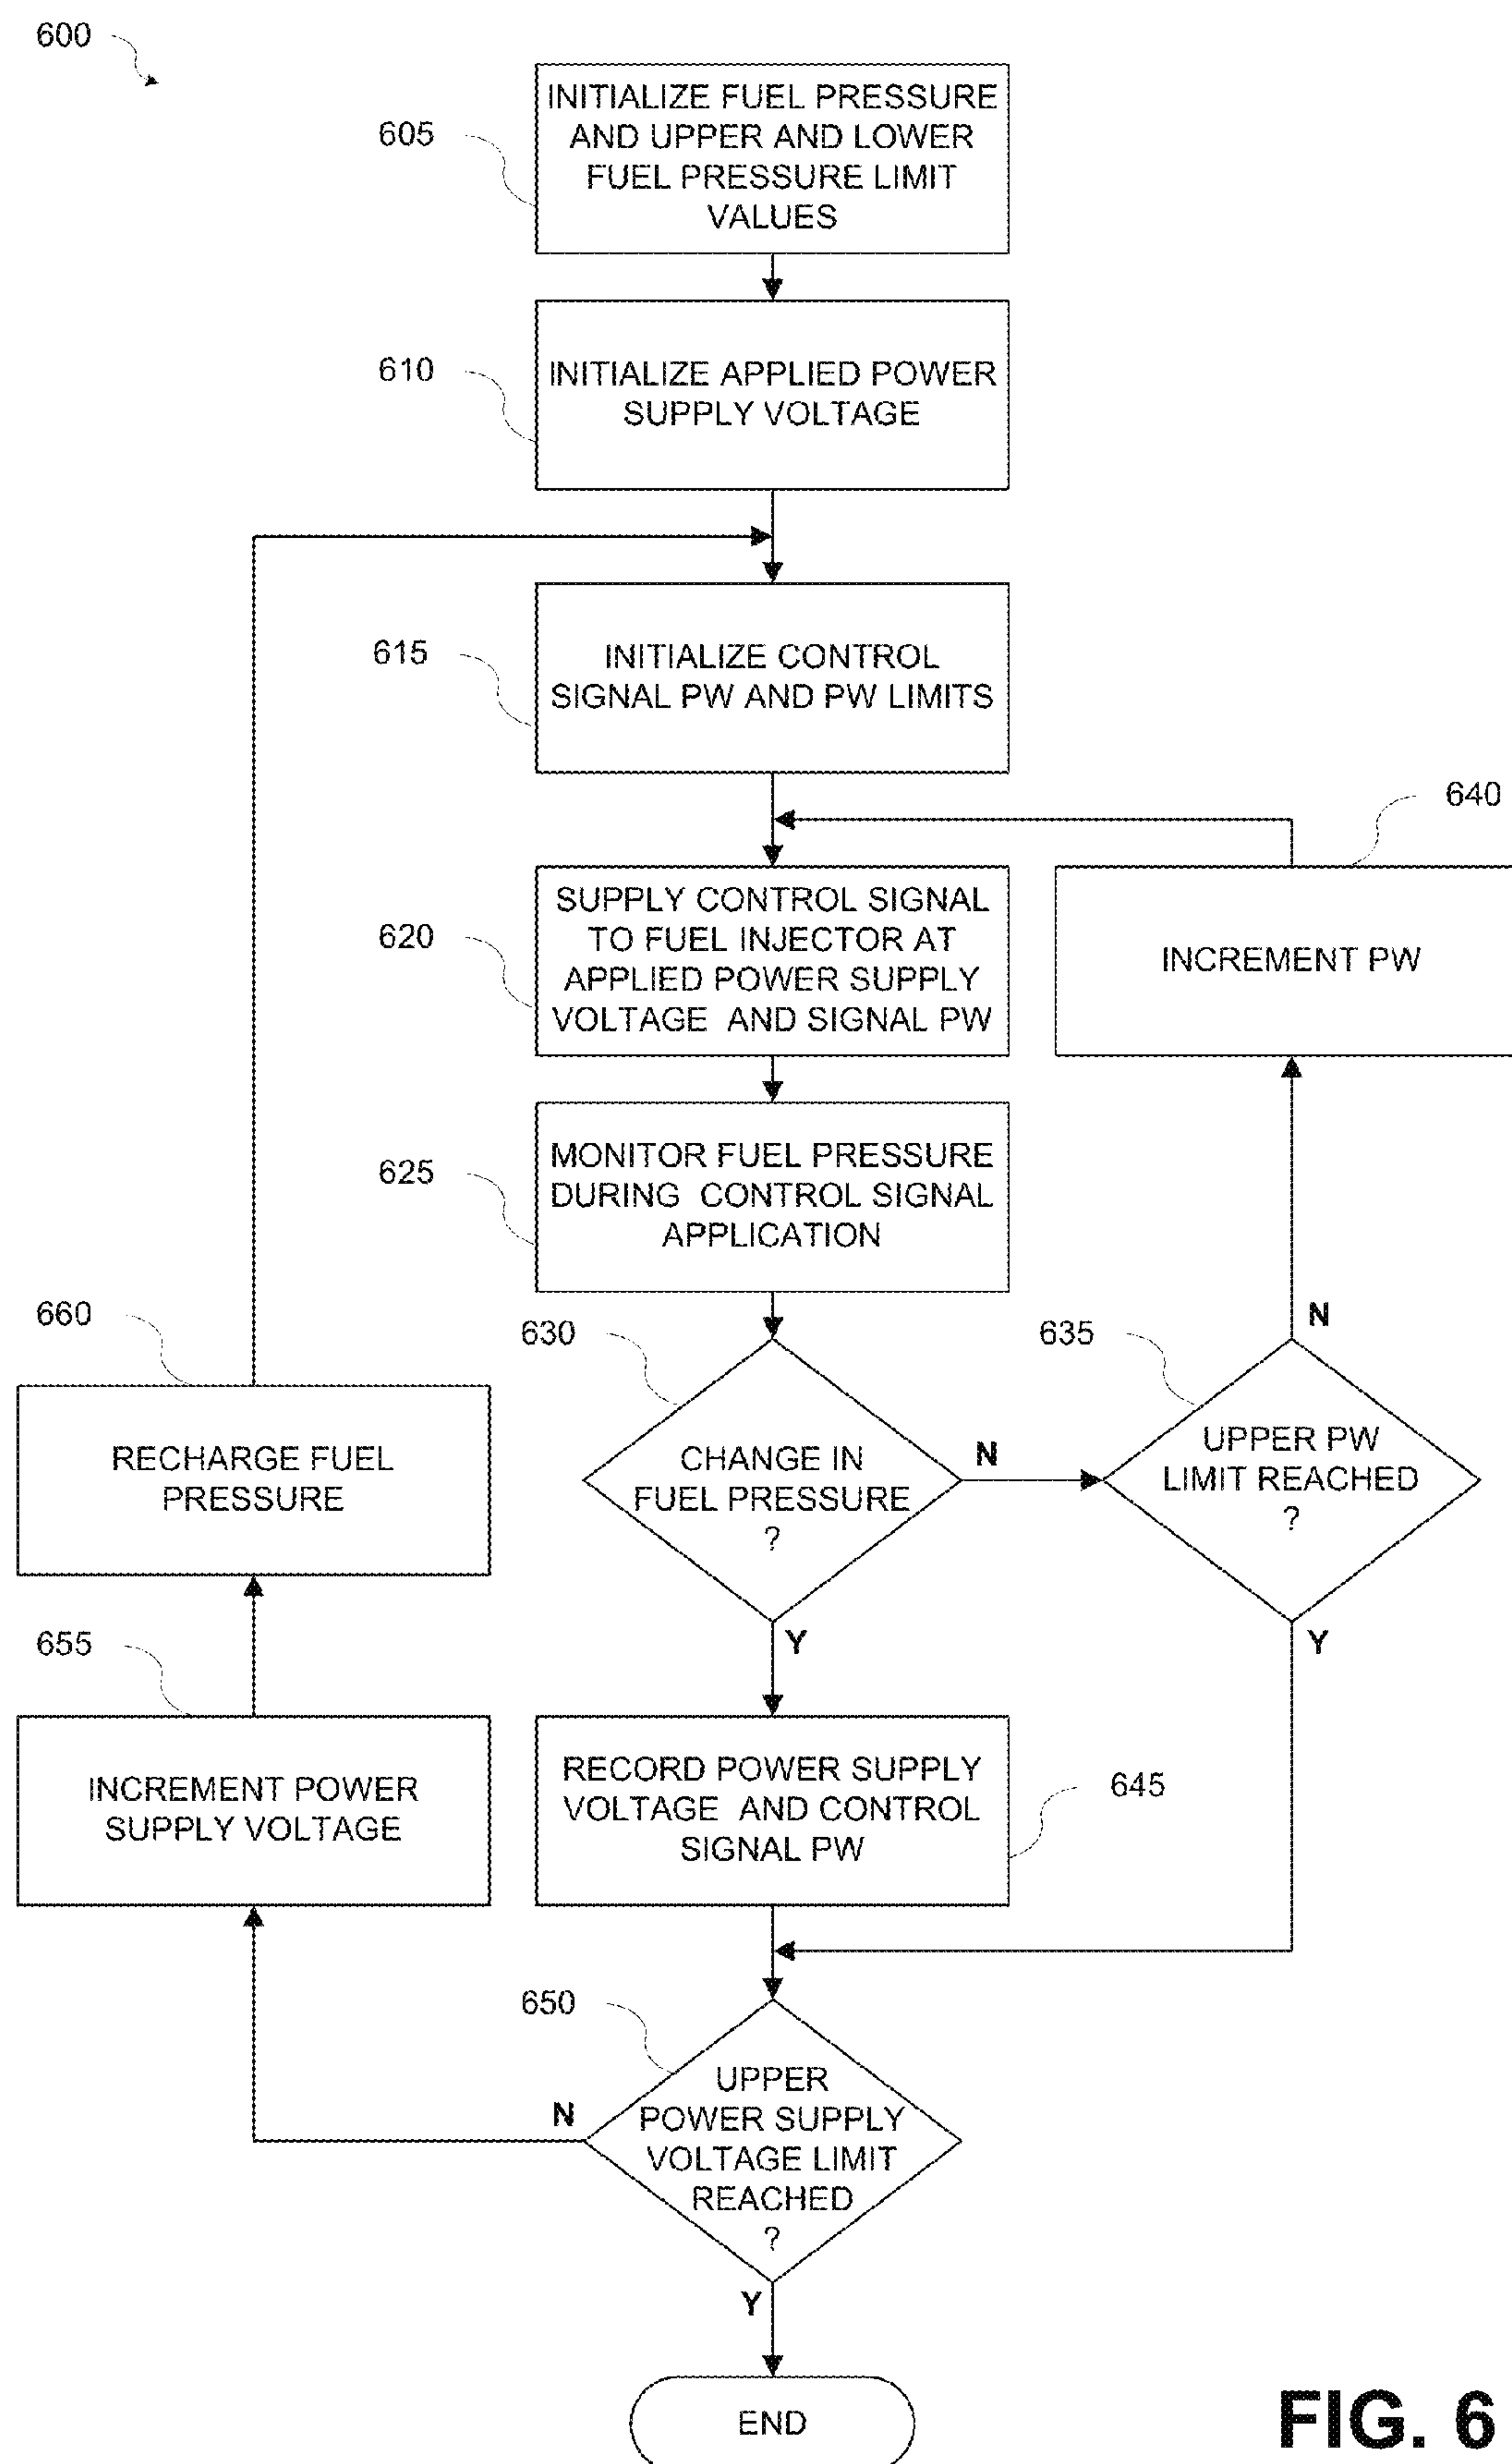 600
605
INITIALIZE FUEL PRESSURE
AND UPPER AND LOWER
FUEL PRESSURE LIMIT
VALUES
610
INITIALIZE APPLIED POWER
SUPPLY VOLTAGE
615
INITIALIZE CONTROL
SIGNAL PW AND PW LIMITS
620
SUPPLY CONTROL SIGNAL
TO FUEL INJECTOR AT
APPLIED POWER SUPPLY
VOLTAGE AND SIGNAL PW
640
INCREMENT PW
625
MONITOR FUEL PRESSURE
DURING CONTROL SIGNAL
APPLICATION
630
CHANGE IN
FUEL PRESSURE
?
N
Y
635
UPPER PW
LIMIT REACHED
?
N
Y
660
RECHARGE FUEL
PRESSURE
655
INCREMENT POWER
SUPPLY VOLTAGE
645
RECORD POWER SUPPLY
VOLTAGE AND CONTROL
SIGNAL PW
650
UPPER
POWER SUPPLY
VOLTAGE LIMIT
REACHED
?
N
Y
END
FIG. 6